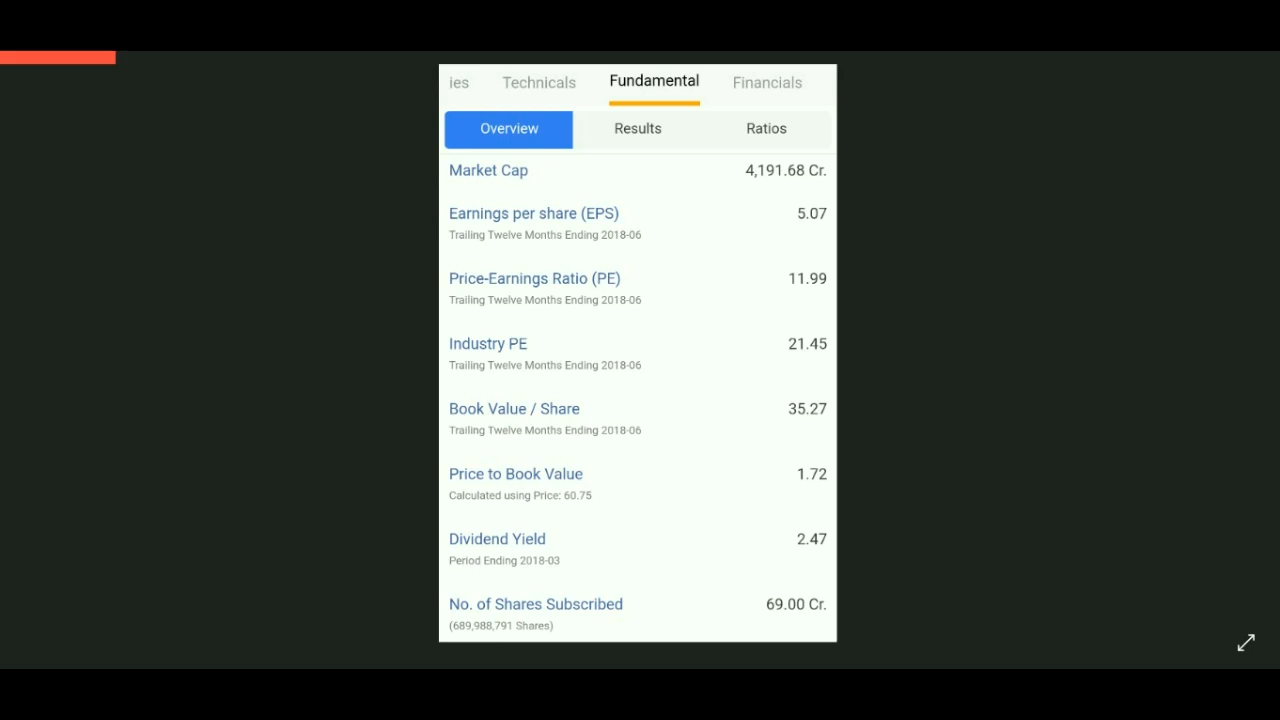 ies Technicals Fundamental Financials
Overview Results Ratios
Market Cap 4,191.68 Cr.
Earnings per share (EPS) 5.07
Trailing Twelve Months Ending 2018-06
Price-Earnings Ratio (PE) 11.99
Trailing Twelve Months Ending 2018-06
Industry PE 21.45
Trailing Twelve Months Ending 2018-06
Book Value / Share 35.27
Trailing Twelve Months Ending 2018-06
Price to Book Value 1.72
Calculated using Price: 60.75
Dividend Yield 2.47
Period Ending 2018-03
No. of Shares Subscribed 69.00 Cr.
(689,988,791 Shares)